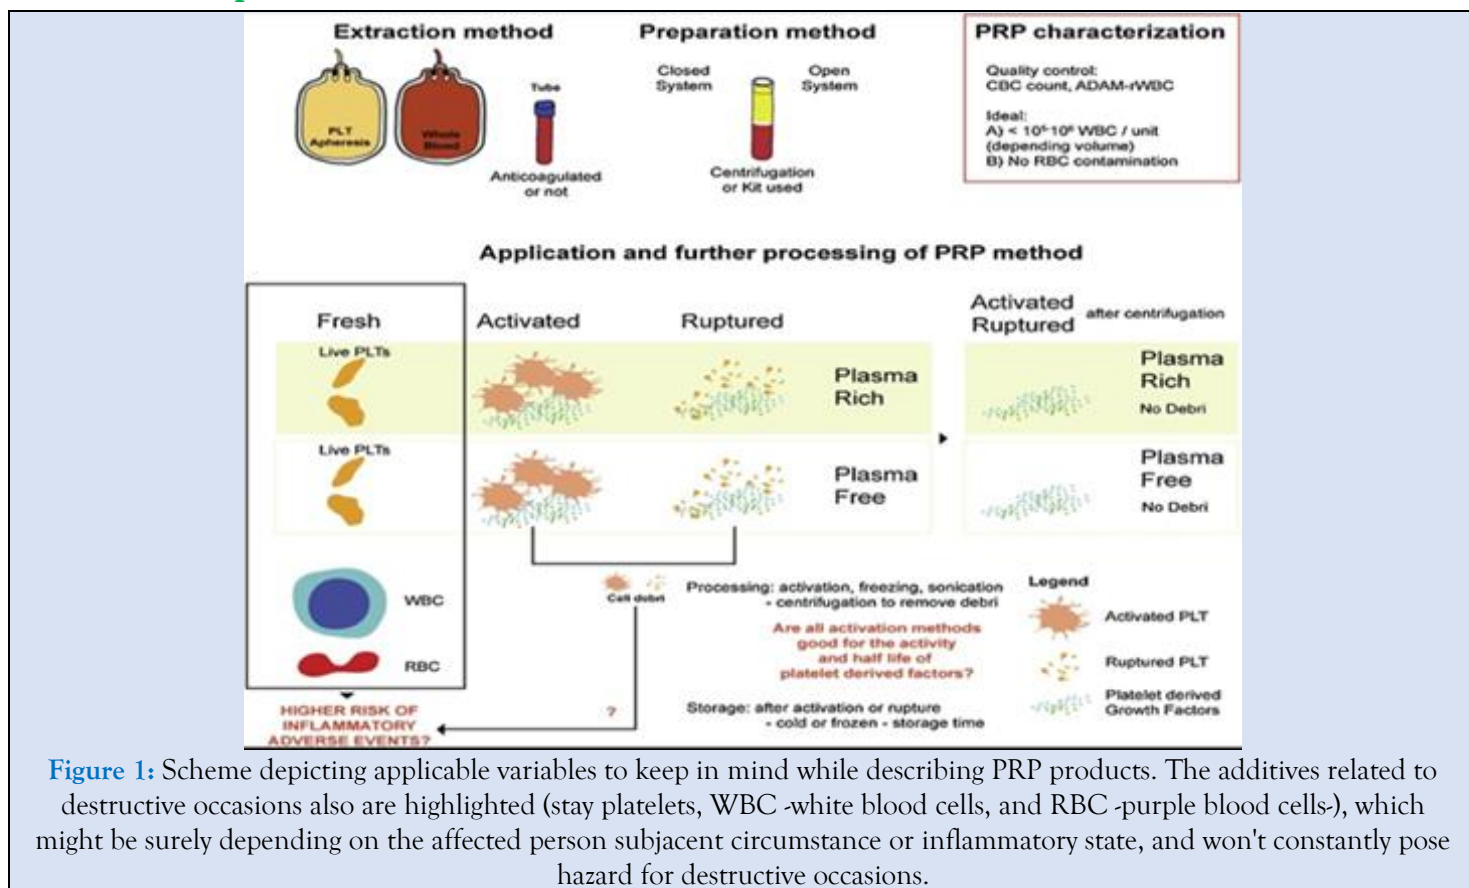 Extraction method
PLT
Apheresis
Whole
Blood
Tube
Anticoagulated
or not
Preparation method
Closed
System
Open
System
Centrifugation
or Kit used
PRP characterization
Quality control:
CBC count, ADAM-rWBC
Ideal:
A) < 10⁶-10⁸ WBC / unit
(depending volume)
B) No RBC contamination
Application and further processing of PRP method
Fresh
Activated
Ruptured
Activated
Ruptured
after centrifugation
Live PLTs
Plasma
Rich
Plasma
Rich
No Debri
Live PLTs
Plasma
Free
Plasma
Free
No Debri
WBC
RBC
HIGHER RISK OF
INFLAMMATORY
ADVERSE EVENTS?
?
Cell debri
Processing: activation, freezing, sonication
- centrifugation to remove debri
Are all activation methods
good for the activity
and half life of
platelet derived factors?
Storage: after activation or rupture
- cold or frozen - storage time
Legend
Activated PLT
Ruptured PLT
Platelet derived
Growth Factors
Figure 1: Scheme depicting applicable variables to keep in mind while describing PRP products. The additives related to
destructive occasions also are highlighted (stay platelets, WBC -white blood cells, and RBC -purple blood cells-), which
might be surely depending on the affected person subjacent circumstance or inflammatory state, and won't constantly pose
hazard for destructive occasions.